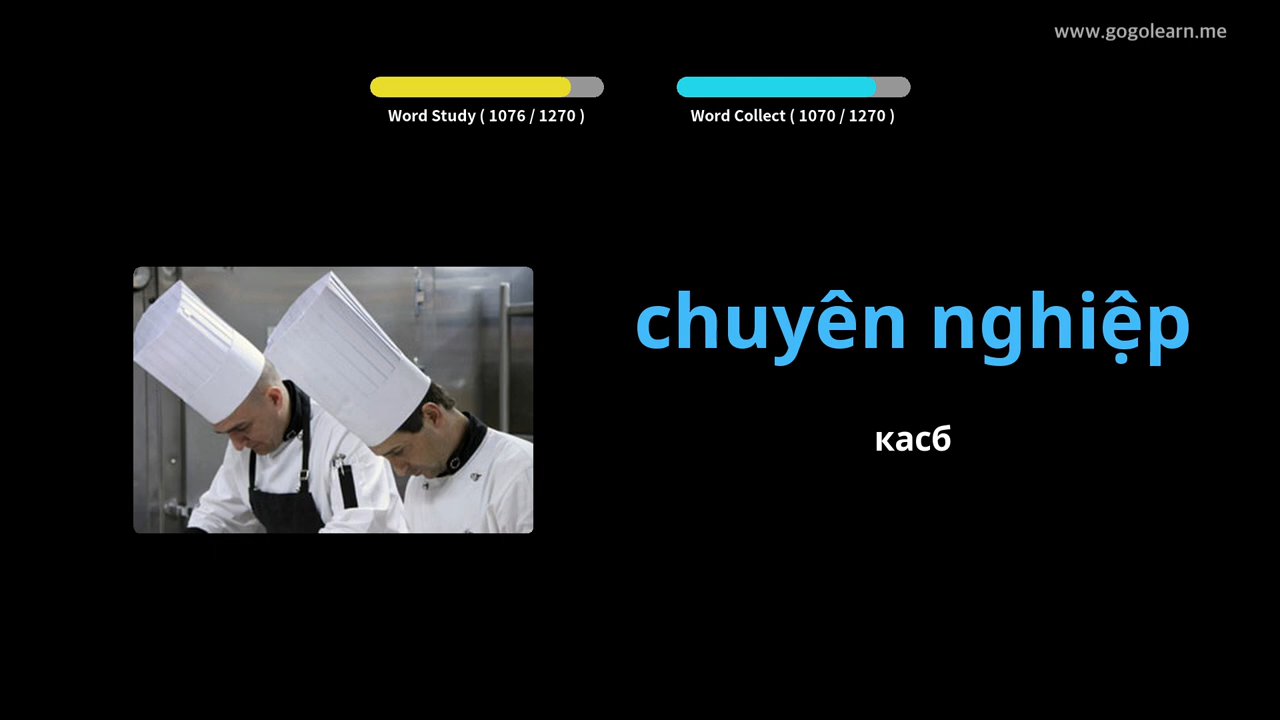 www.gogolearn.me
Word Study ( 1076 / 1270 )
Word Collect ( 1070 / 1270 )
chuyên nghiệp
касб